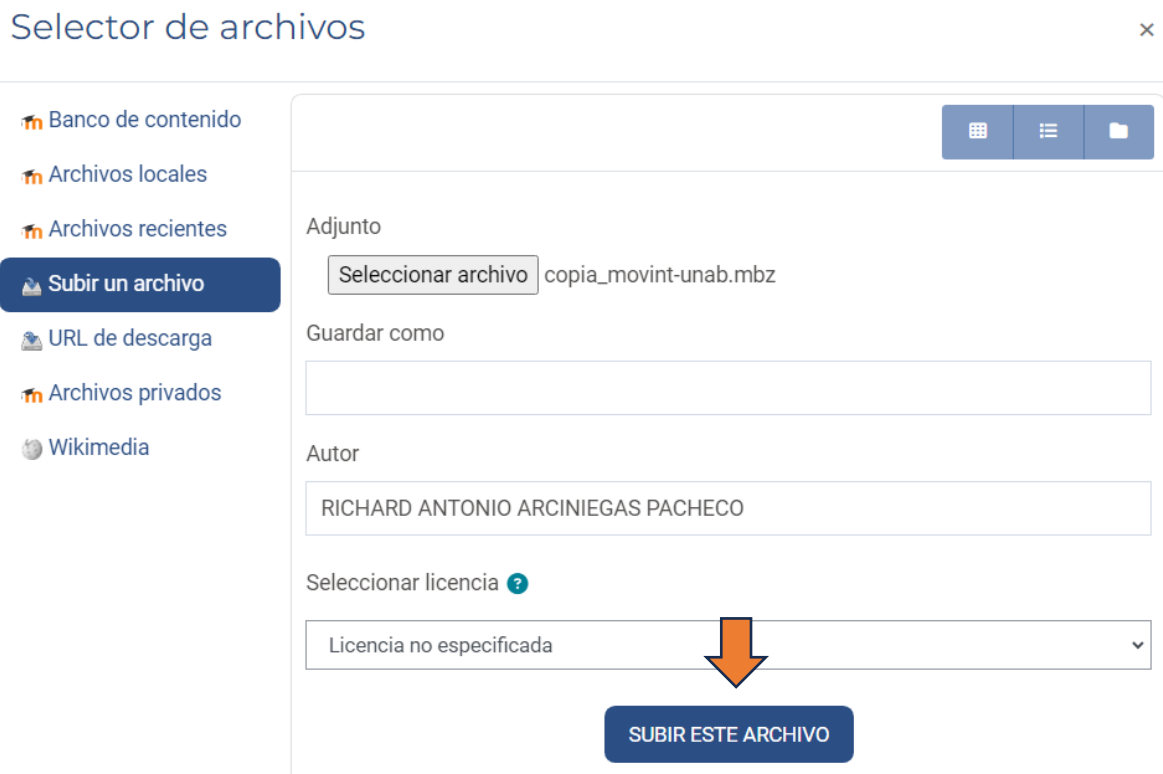 Selector de archivos
×
Banco de contenido
Archivos locales
Archivos recientes
Subir un archivo
URL de descarga
Archivos privados
Wikimedia
Adjunto
Seleccionar archivo copia_movint-unab.mbz
Guardar como
Autor
RICHARD ANTONIO ARCINIEGAS PACHECO
Seleccionar licencia ?
Licencia no especificada
SUBIR ESTE ARCHIVO